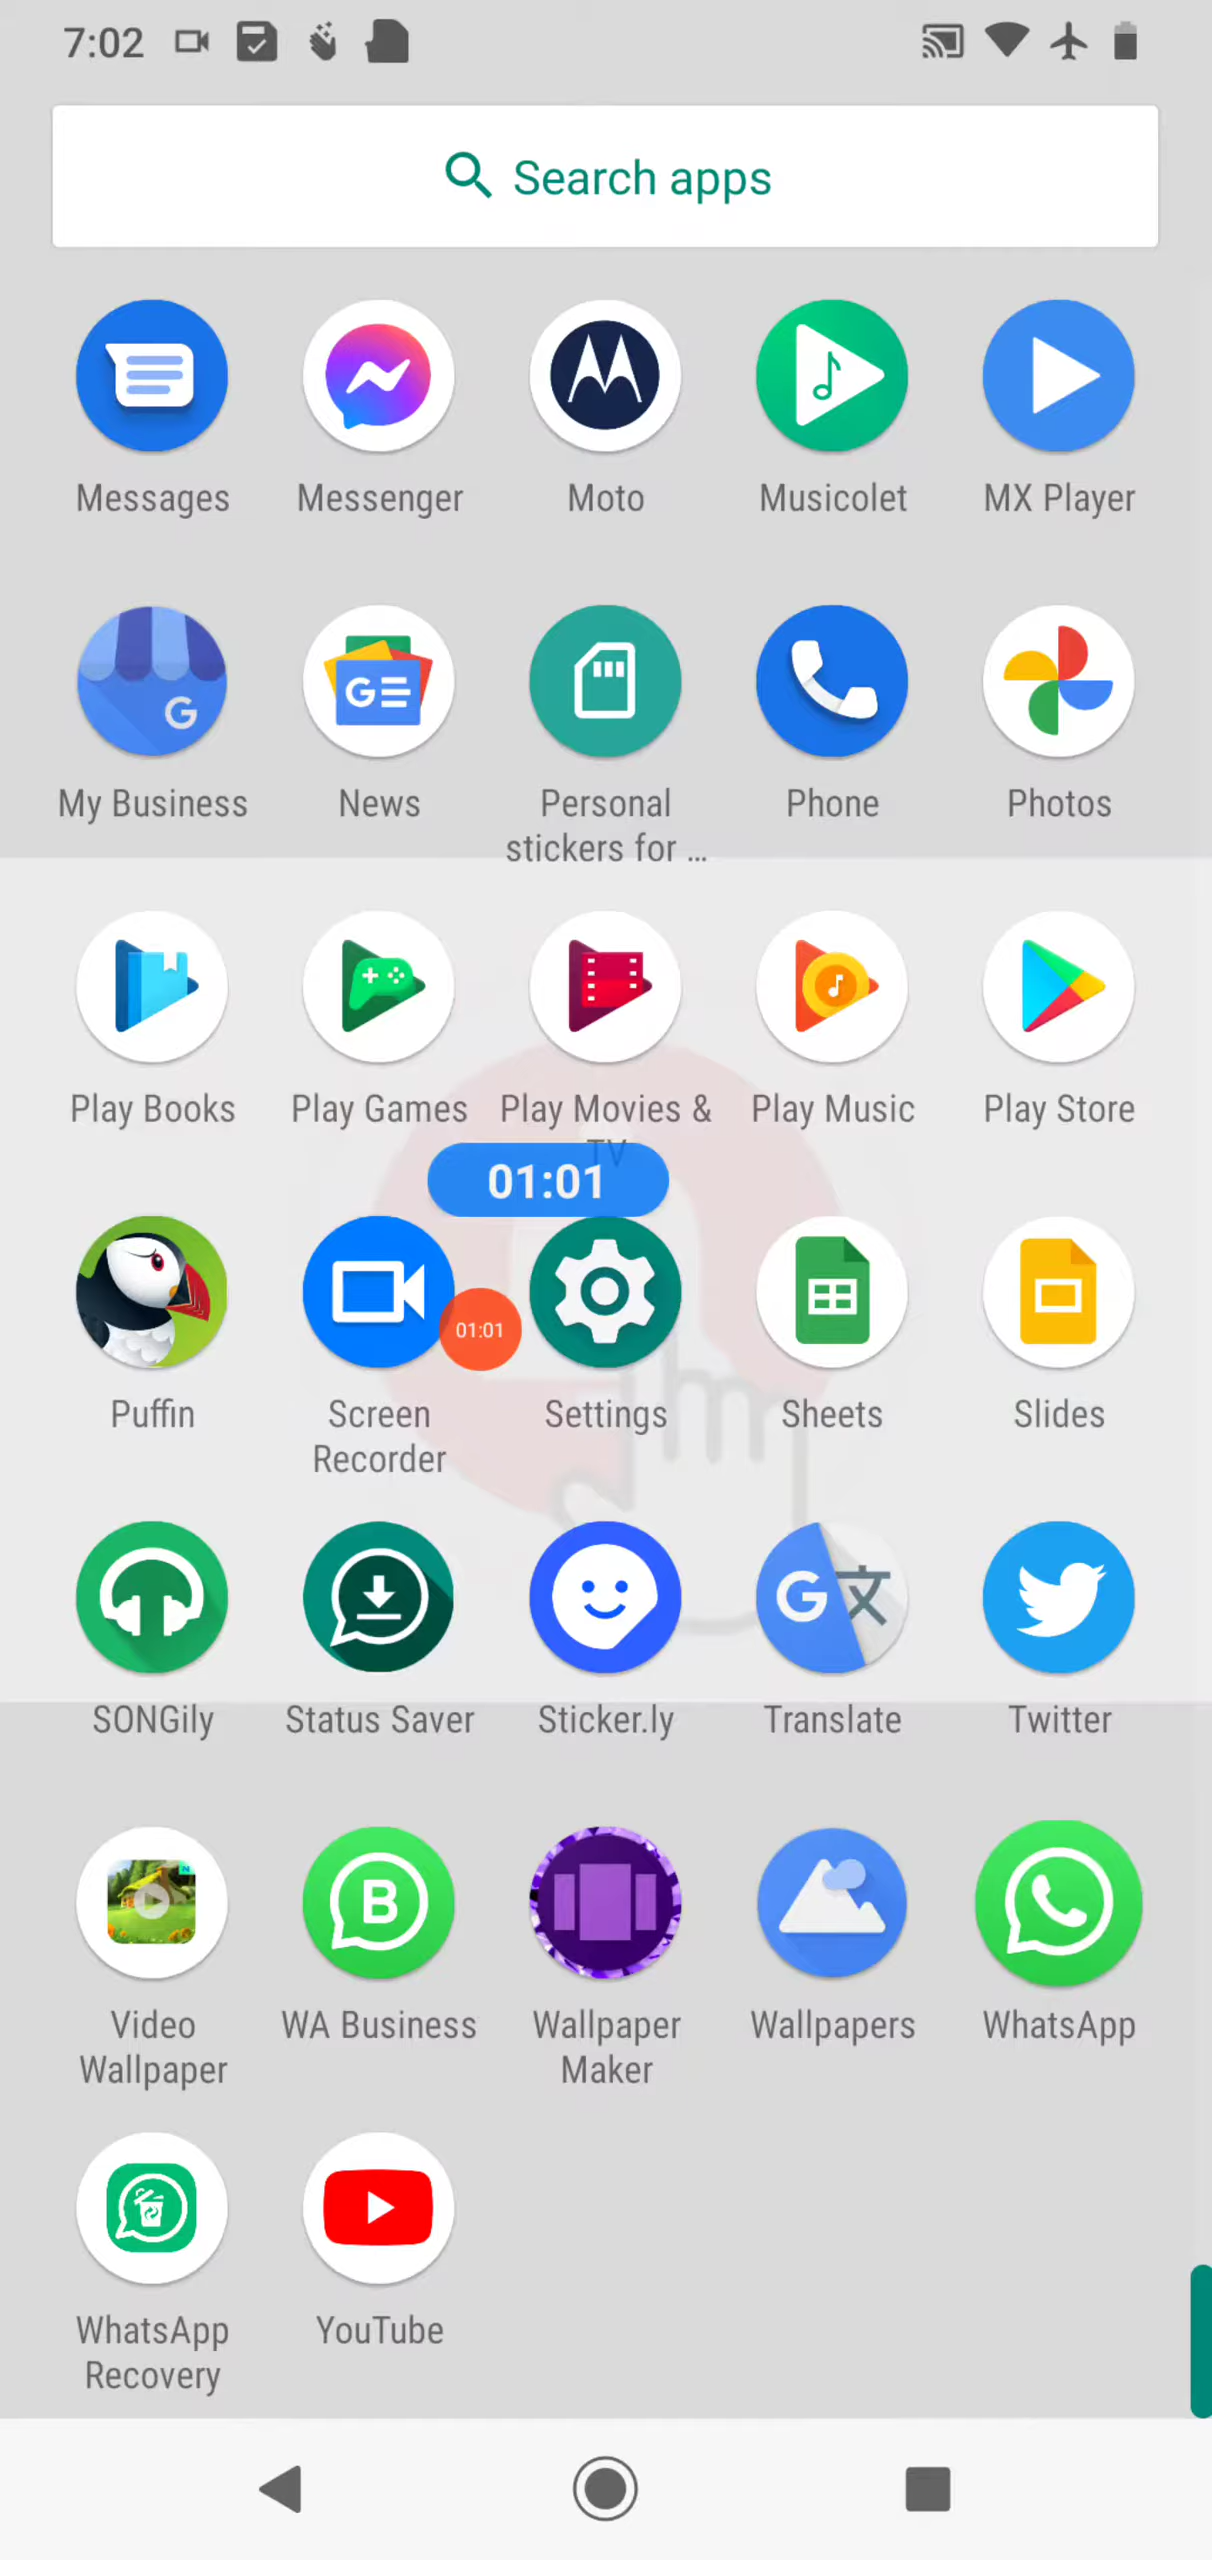 7:02
Search apps
Messages Messenger Moto Musicolet MX Player
My Business News Personal Phone Photos
stickers for ...
Play Books Play Games Play Movies & Play Music Play Store
TV
01:01
01:01
Puffin Screen Settings Sheets Slides
Recorder
SONGily Status Saver Sticker.ly Translate Twitter
Video WA Business Wallpaper Wallpapers WhatsApp
Wallpaper Maker
WhatsApp YouTube
Recovery